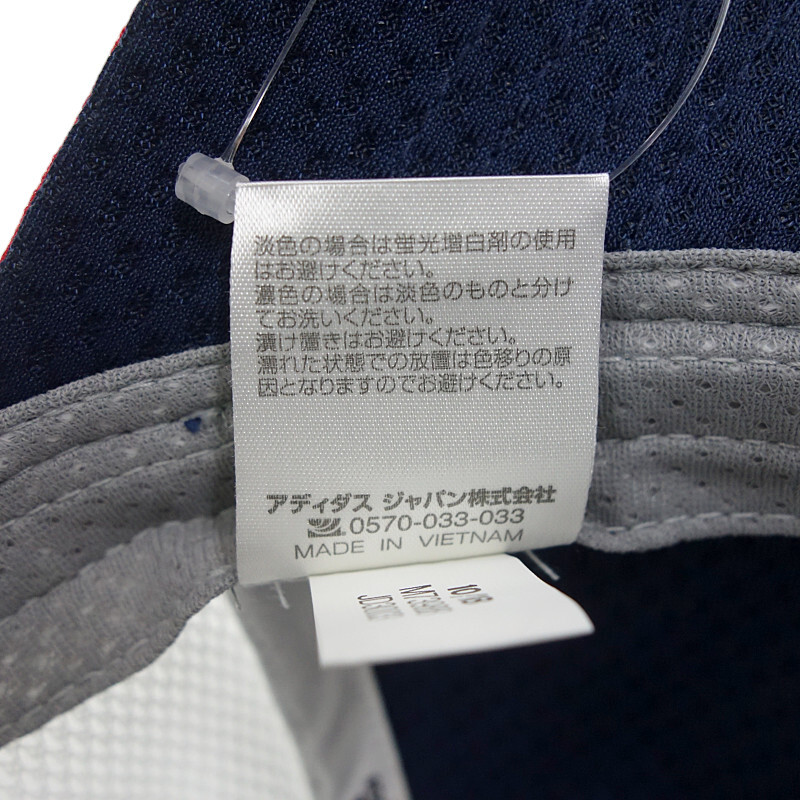 淡色の場合は蛍光増白剤の使用
はお避けください。
濃色の場合は淡色のものと分け
てお洗いください。
漬け置きはお避けください。
濡れた状態での放置は色移りの原
因となりますのでお避けください。
アディダス ジャパン株式会社
0570-033-033
MADE IN VIETNAM
10/8